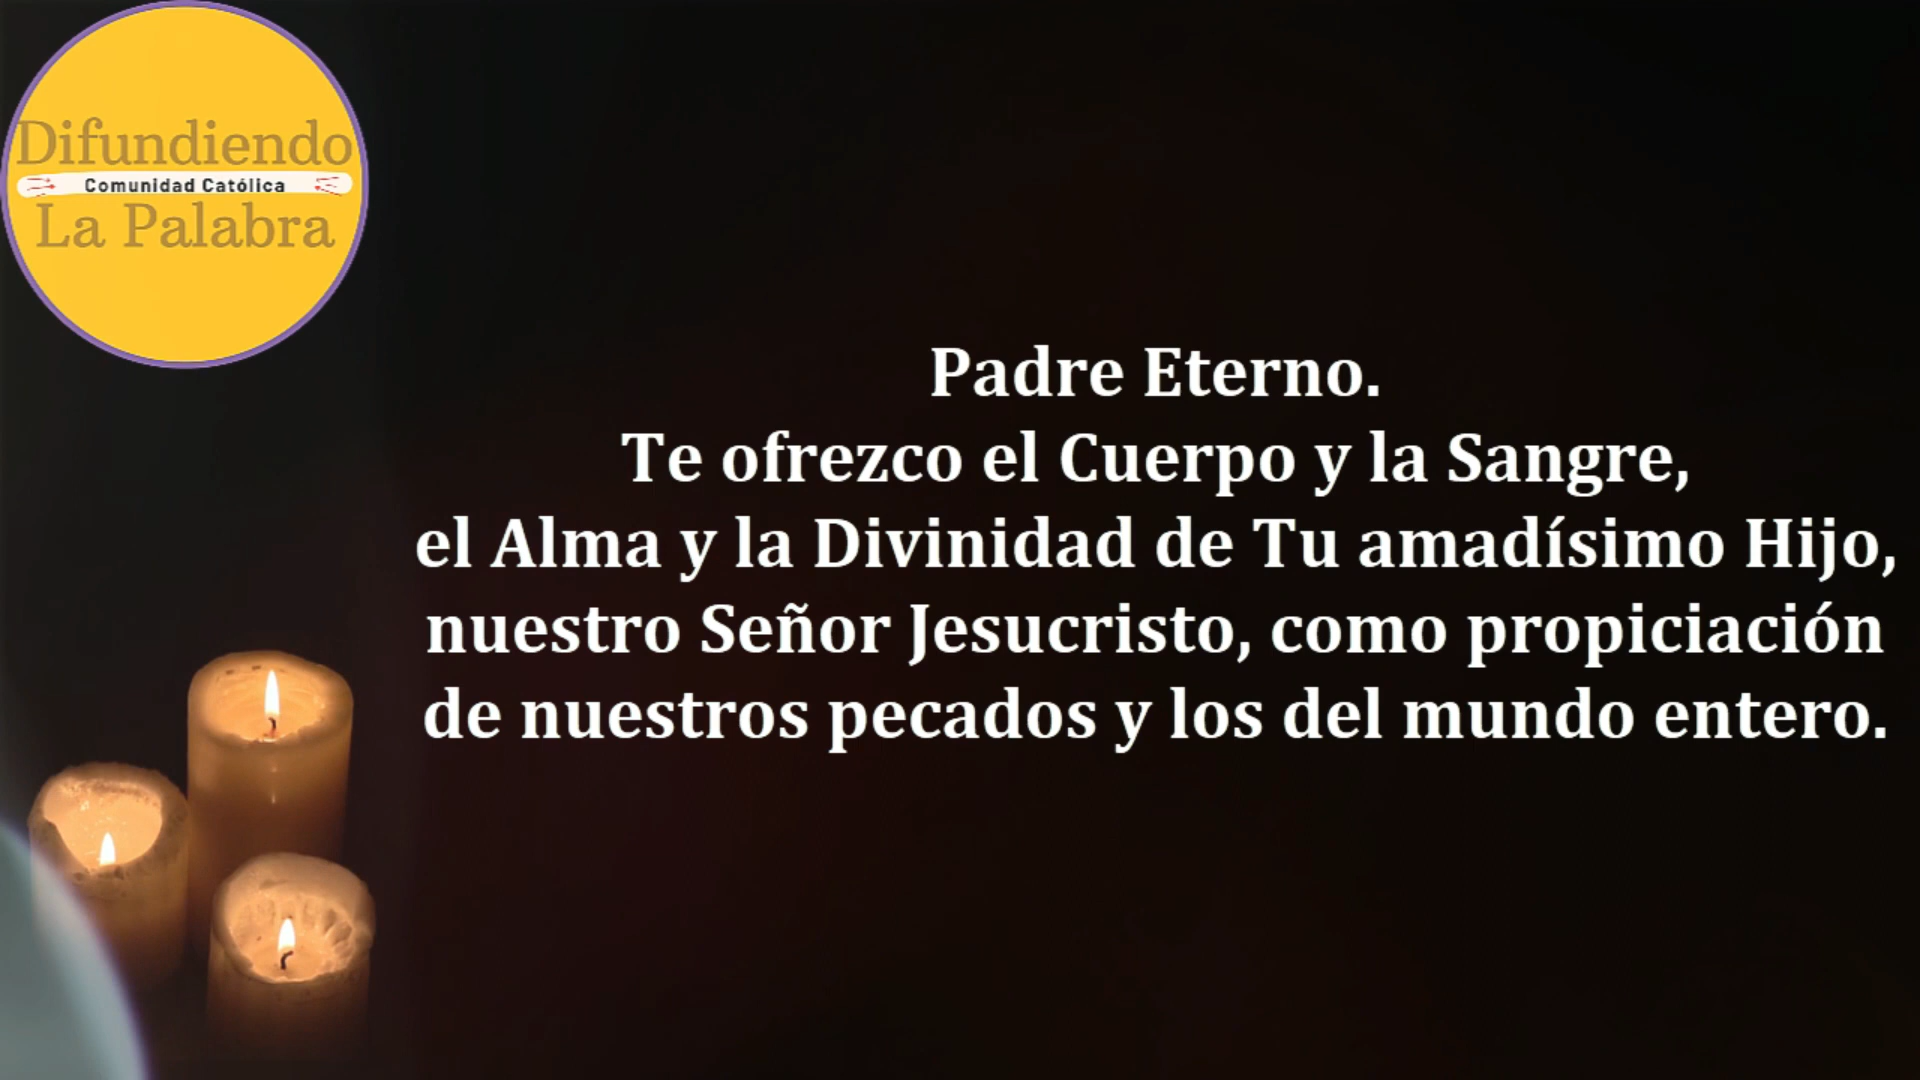 Difundiendo
Comunidad Católica
La Palabra
Padre Eterno.
Te ofrezco el Cuerpo y la Sangre,
el Alma y la Divinidad de Tu amadísimo Hijo,
nuestro Señor Jesucristo, como propiciación
de nuestros pecados y los del mundo entero.